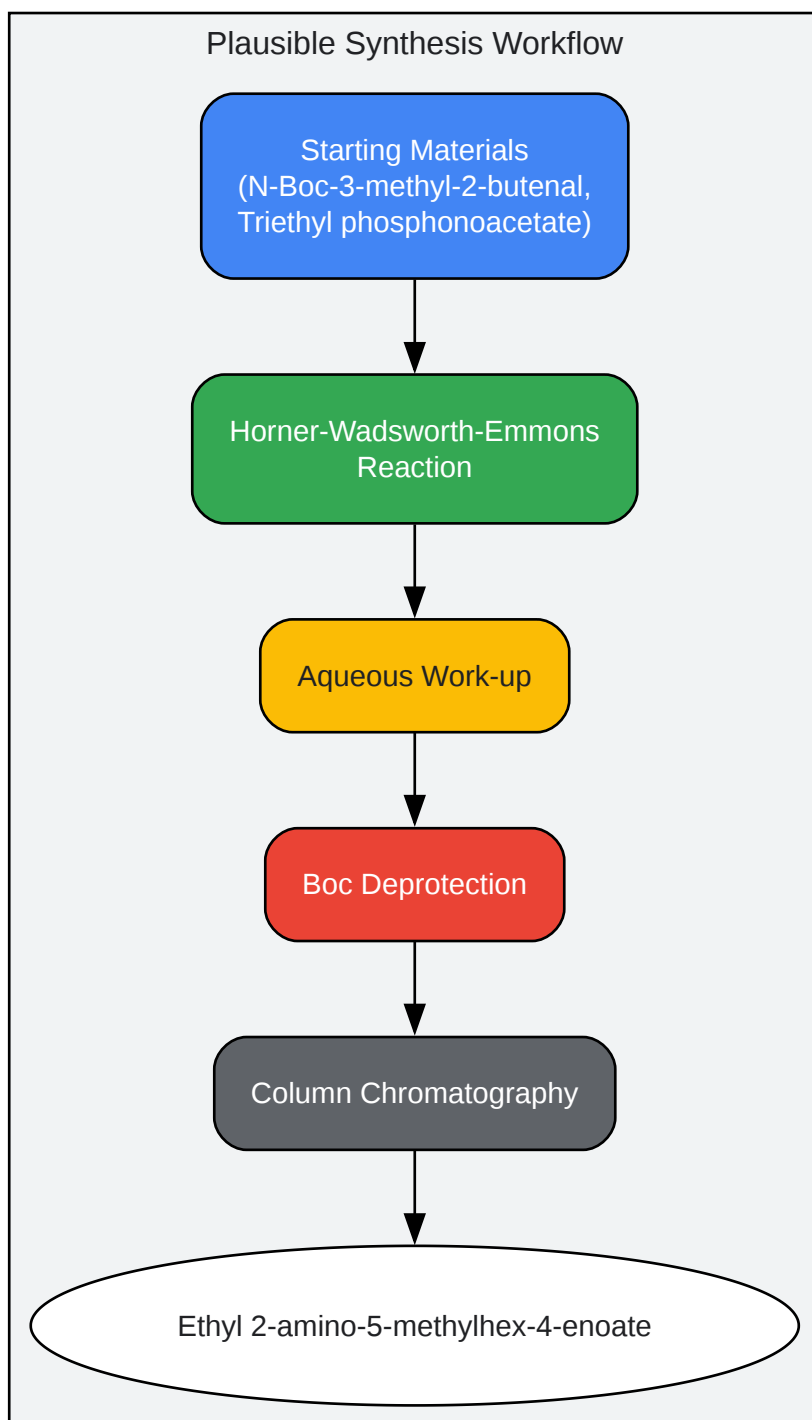 Plausible Synthesis Workflow
Starting Materials
(N-Boc-3-methyl-2-butenal,
Triethyl phosphonoacetate)
Horner-Wadsworth-Emmons
Reaction
Aqueous Work-up
Boc Deprotection
Column Chromatography
Ethyl 2-amino-5-methylhex-4-enoate